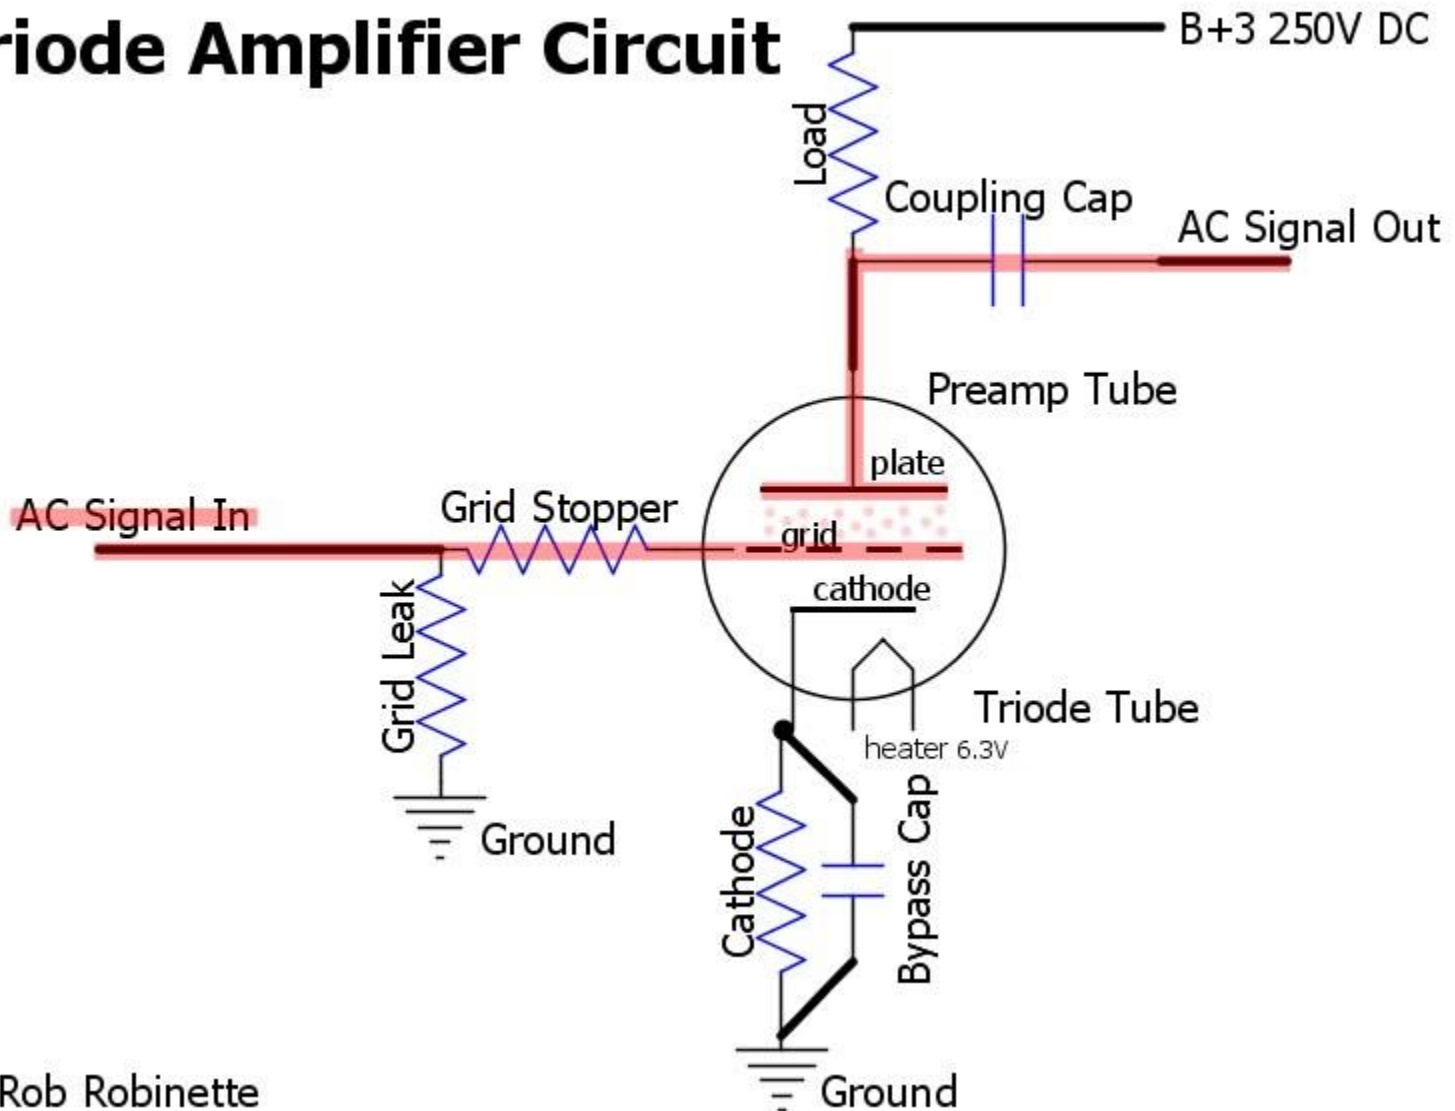 riode Amplifier Circuit
B+3 250V DC
Load
Coupling Cap
AC Signal Out
Preamp Tube
plate
AC Signal In
Grid Stopper
grid
cathode
Grid Leak
Triode Tube
heater 6.3V
Ground
Cathode
Bypass Cap
Rob Robinette
Ground